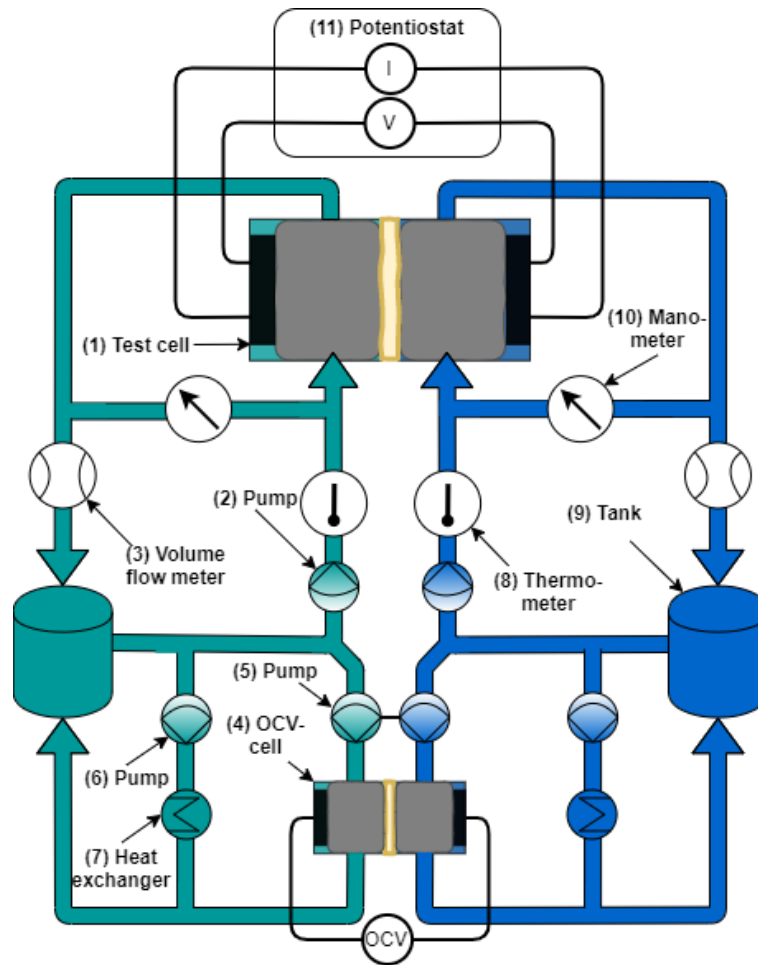 (11) Potentiostat
I
V
(10) Mano-
meter
(1) Test cell
(2) Pump
(9) Tank
(3) Volume
flow meter
(8) Thermo-
meter
(5) Pump
(4) OCV-
cell
(6) Pump
(7) Heat
exchanger
OCV